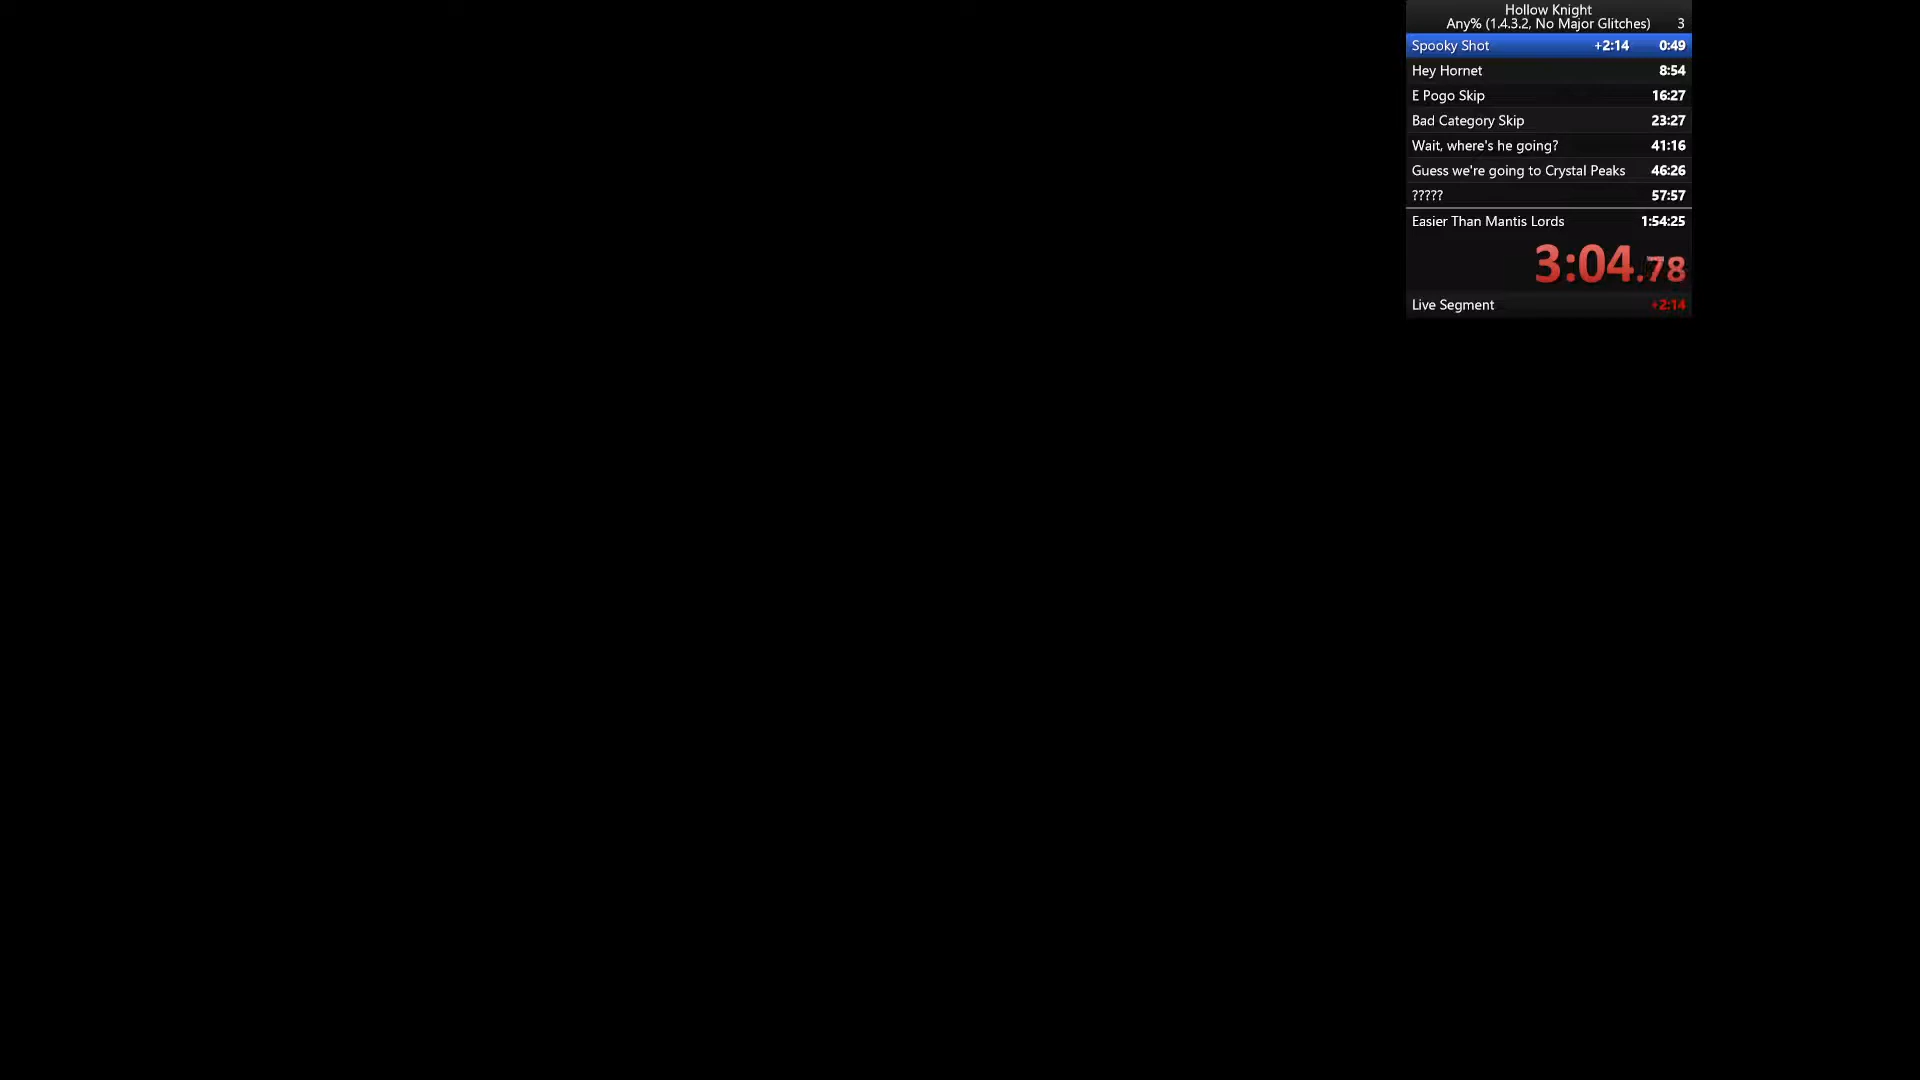 Hollow Knight
Any% (1.4.3.2, No Major Glitches) 3
Spooky Shot +2:14 0:49
Hey Hornet 8:54
E Pogo Skip 16:27
Bad Category Skip 23:27
Wait, where's he going? 41:16
Guess we're going to Crystal Peaks 46:26
????? 57:57
Easier Than Mantis Lords 1:54:25
3:04.78
Live Segment +2:14